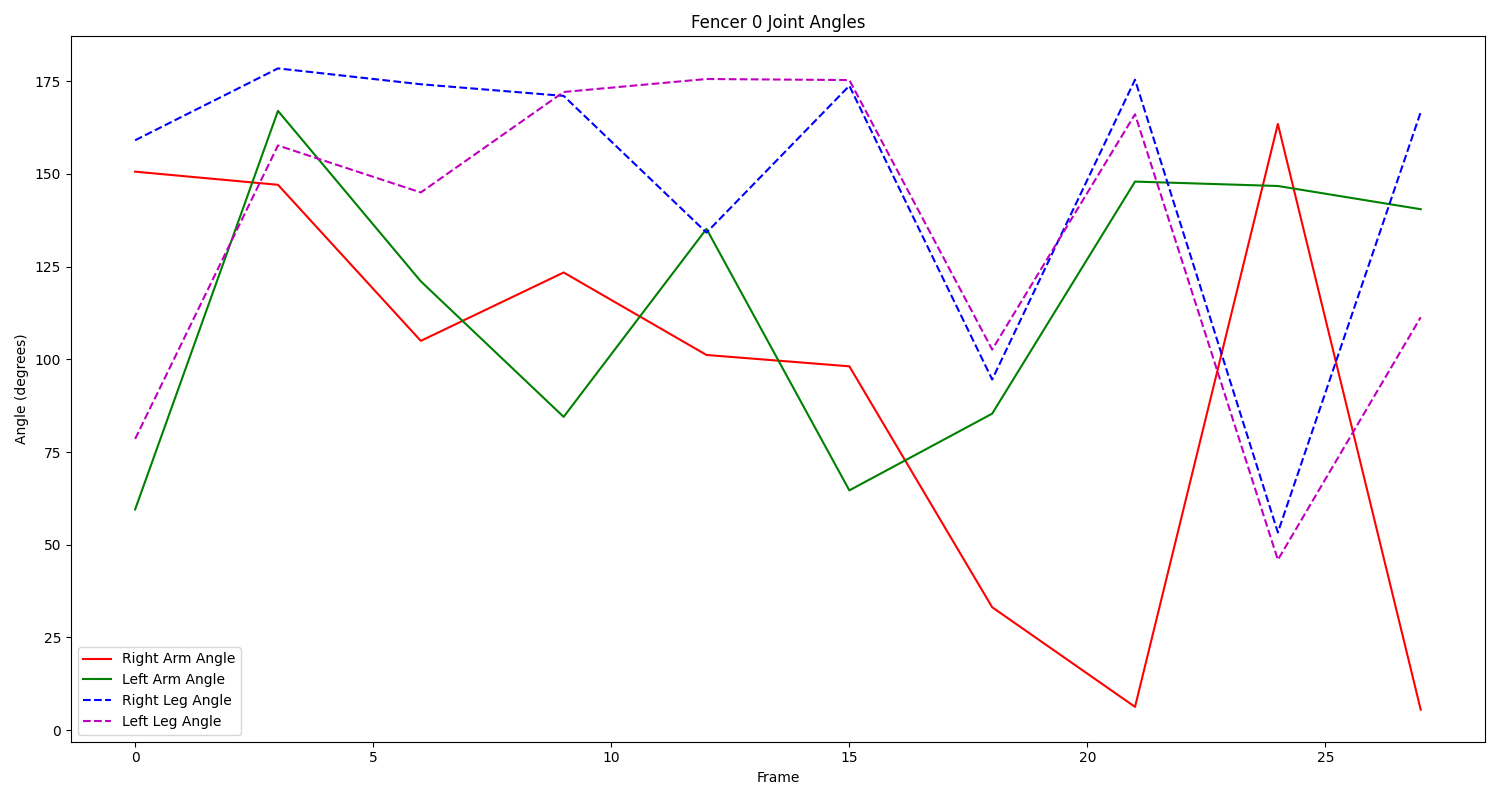 Fencer 0 Joint Angles
Angle (degrees)
175
150
125
100
75
50
25
0
Right Arm Angle
Left Arm Angle
Right Leg Angle
Left Leg Angle
0 5 10 15 20 25
Frame